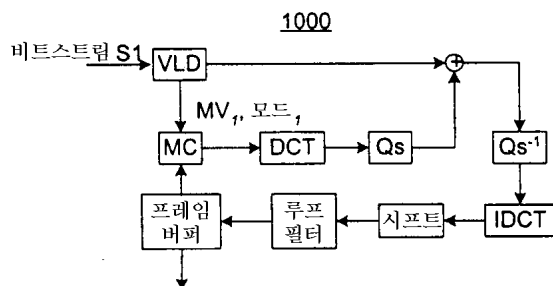 1000
비트스트림 S1
VLD
+
MV₁, 모드₁
MC
DCT
Qs
Qs⁻¹
프레임
버퍼
루프
필터
시프트
IDCT